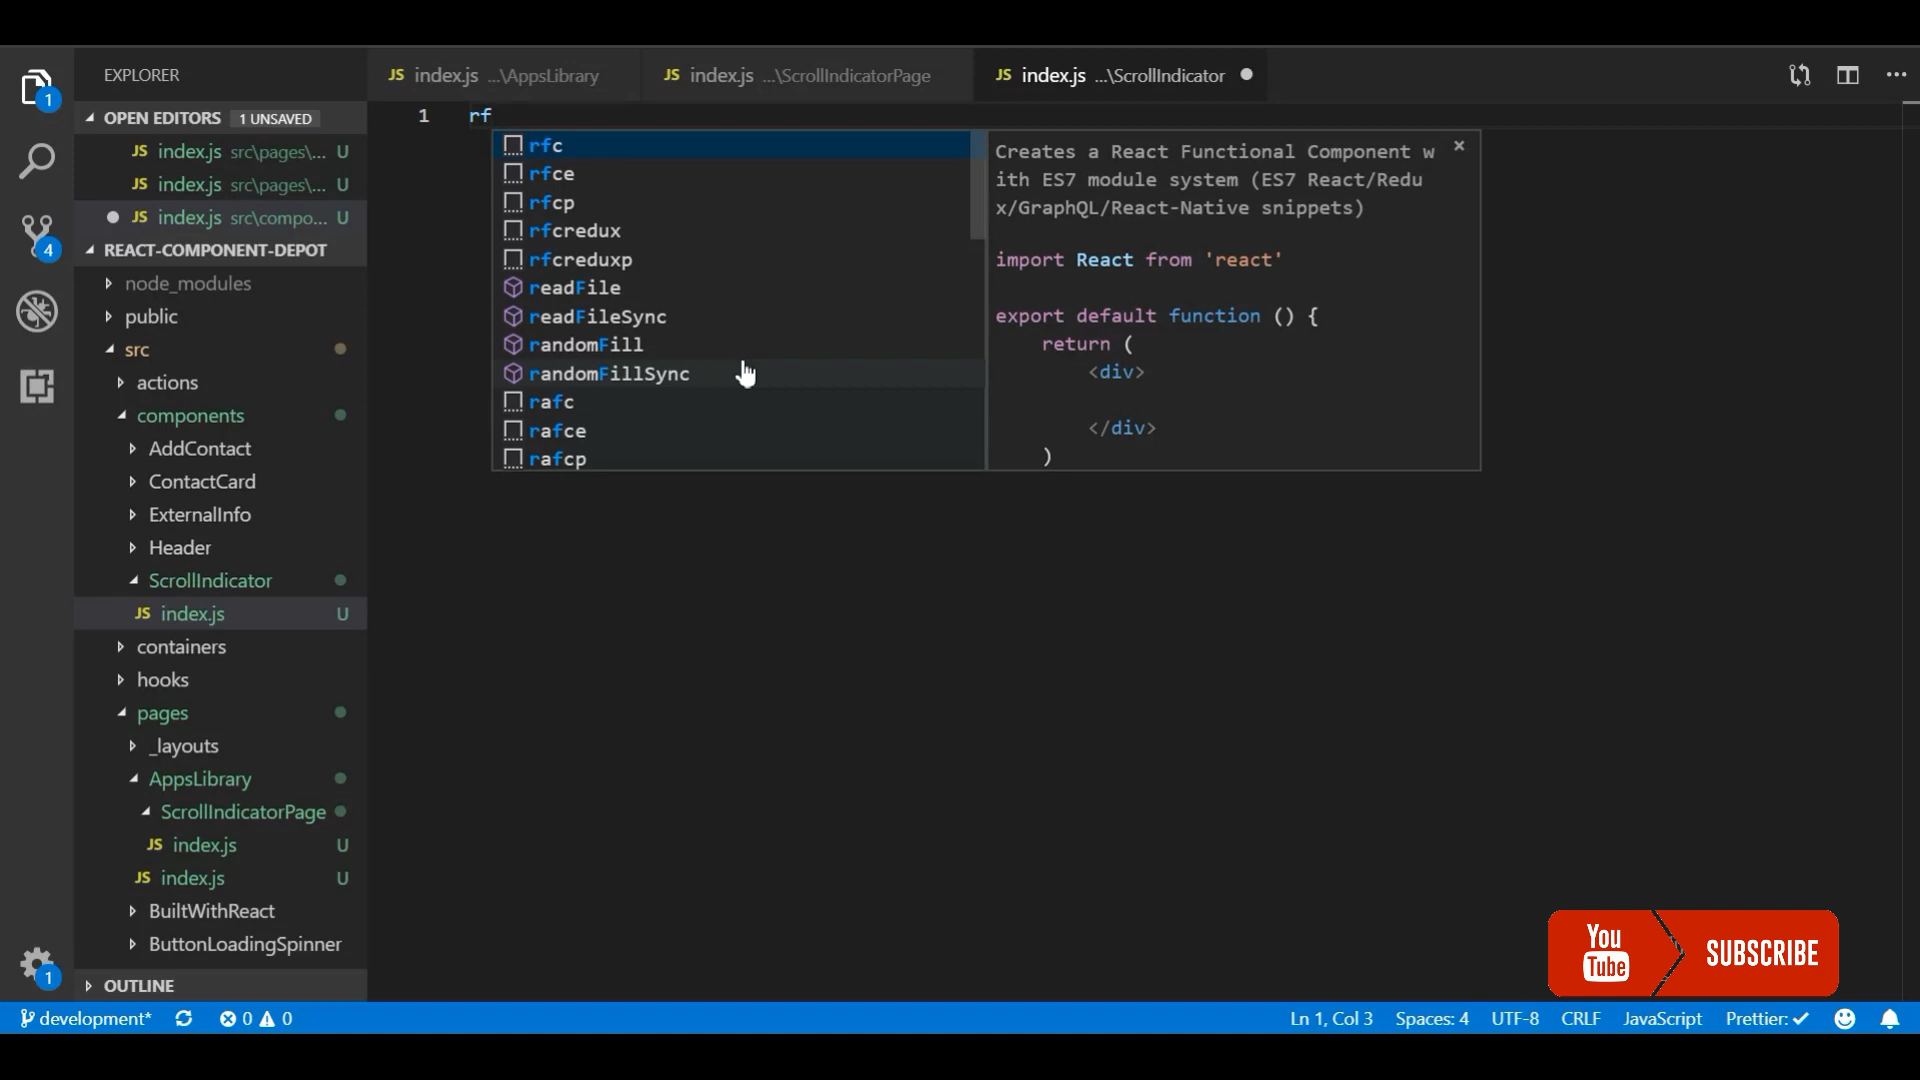 EXPLORER
JS index.js ...\AppsLibrary
JS index.js ...\ScrollIndicatorPage
JS index.js ...\ScrollIndicator
1
OPEN EDITORS 1 UNSAVED
JS index.js src\pages\... U
JS index.js src\pages\... U
JS index.js src\compo... U
4
REACT-COMPONENT-DEPOT
node_modules
public
src
actions
components
AddContact
ContactCard
ExternalInfo
Header
ScrollIndicator
JS index.js U
containers
hooks
pages
_layouts
AppsLibrary
ScrollIndicatorPage
JS index.js U
JS index.js U
BuiltWithReact
ButtonLoadingSpinner
1
OUTLINE
1 rf
rfc
rfce
rfcp
rfcredux
rfcreduxp
readFile
readFileSync
randomFill
randomFillSync
rafc
rafce
rafcp
Creates a React Functional Component w
ith ES7 module system (ES7 React/Redu
x/GraphQL/React-Native snippets)
import React from 'react'
export default function () {
return (
<div>
</div>
)
You
Tube
SUBSCRIBE
development* 0 0 Ln 1, Col 3 Spaces: 4 UTF-8 CRLF JavaScript Prettier: ✓